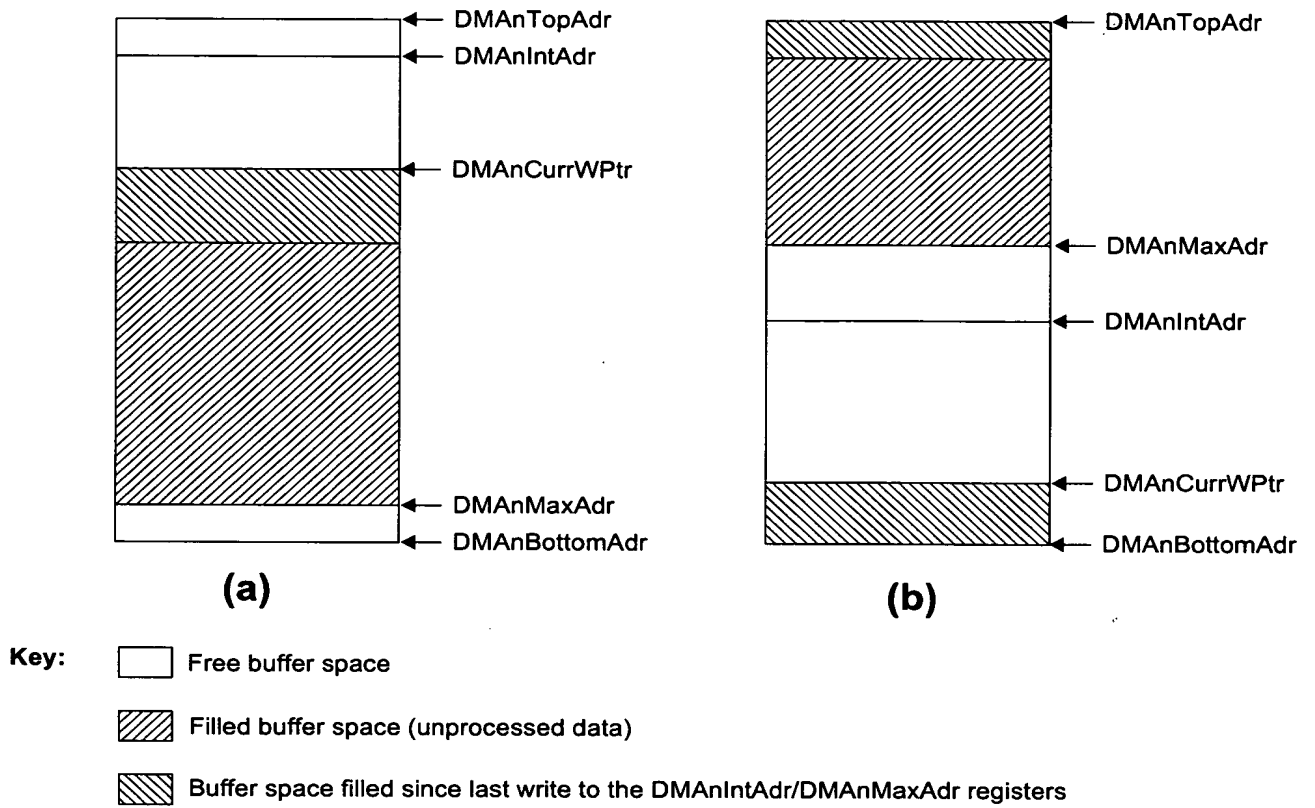 DMAnTopAdr
DMAnIntAdr
DMAnCurrWPtr
DMAnMaxAdr
DMAnBottomAdr
(a)
DMAnTopAdr
DMAnMaxAdr
DMAnIntAdr
DMAnCurrWPtr
DMAnBottomAdr
(b)
Key:
Free buffer space
Filled buffer space (unprocessed data)
Buffer space filled since last write to the DMAnIntAdr/DMAnMaxAdr registers